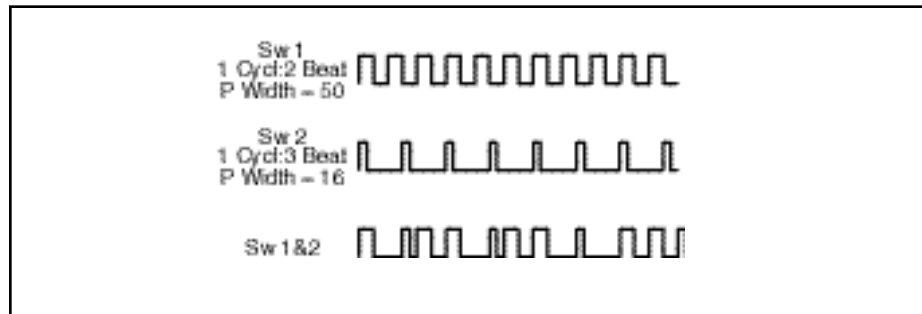 Sw 1
1 Cycl:2 Beat
P Width = 50
Sw 2
1 Cycl:3 Beat
P Width = 16
Sw 1&2